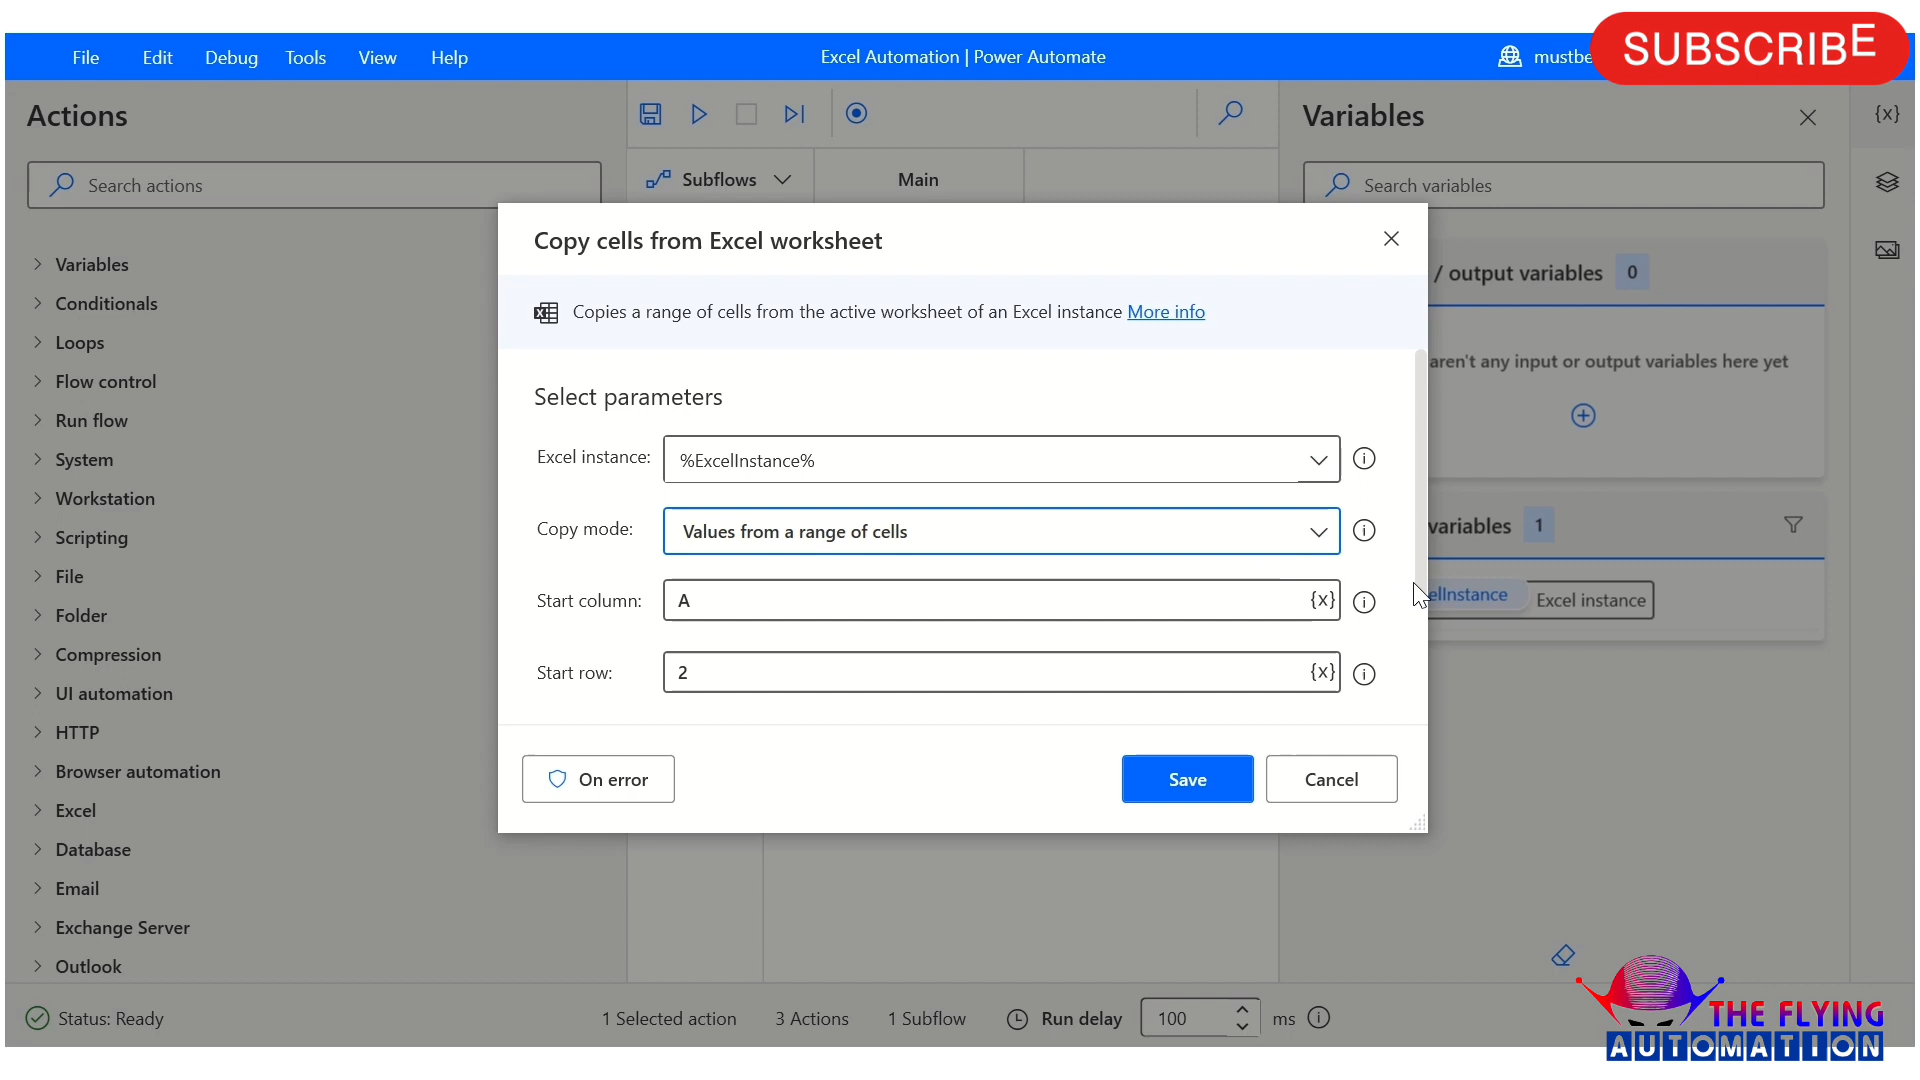 SUBSCRIBE
File Edit Debug Tools View Help
Excel Automation | Power Automate
mustbe
Actions
Variables
{x}
Search actions
Subflows
Main
Search variables
Copy cells from Excel worksheet
Copies a range of cells from the active worksheet of an Excel instance More info
Select parameters
Excel instance: %ExcelInstance%
Copy mode: Values from a range of cells
Start column: A {x}
Start row: 2 {x}
On error
Save
Cancel
Variables
Conditionals
Loops
Flow control
Run flow
System
Workstation
Scripting
File
Folder
Compression
UI automation
HTTP
Browser automation
Excel
Database
Email
Exchange Server
Outlook
/ output variables 0
aren't any input or output variables here yet
variables 1
elInstance Excel instance
Status: Ready
1 Selected action
3 Actions
1 Subflow
Run delay 100 ms
THE FLYING
AUTOMATION